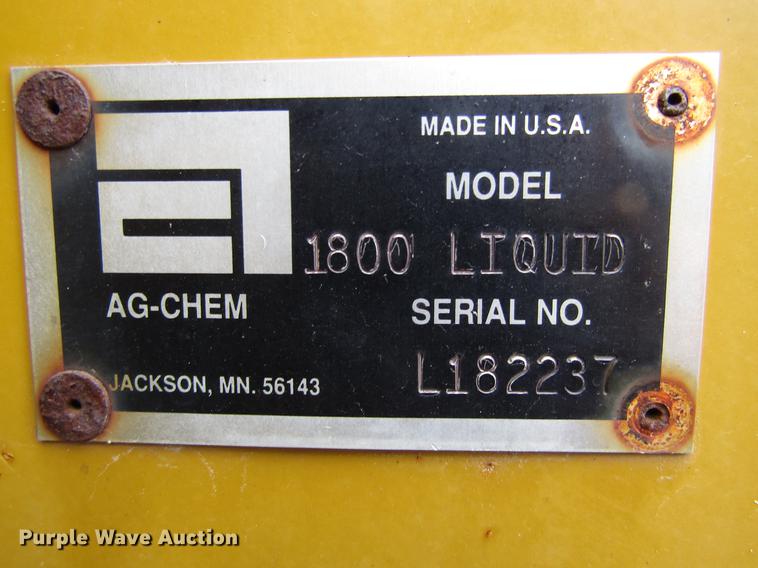 MADE IN U.S.A.
MODEL
1800 LIQUID
AG-CHEM
SERIAL NO.
JACKSON, MN. 56143
L182237
Purple Wave Auction